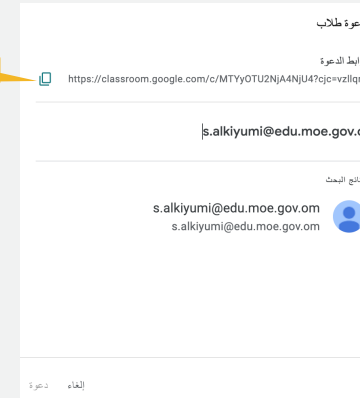 دعوة طلاب
رابط الدعوة
https://classroom.google.com/c/MTYyOTU2NjA4NjU4?cjc=vzllq
s.alkiyumi@edu.moe.gov.o
نتائج البحث
s.alkiyumi@edu.moe.gov.om
s.alkiyumi@edu.moe.gov.om
إلغاء
دعوة